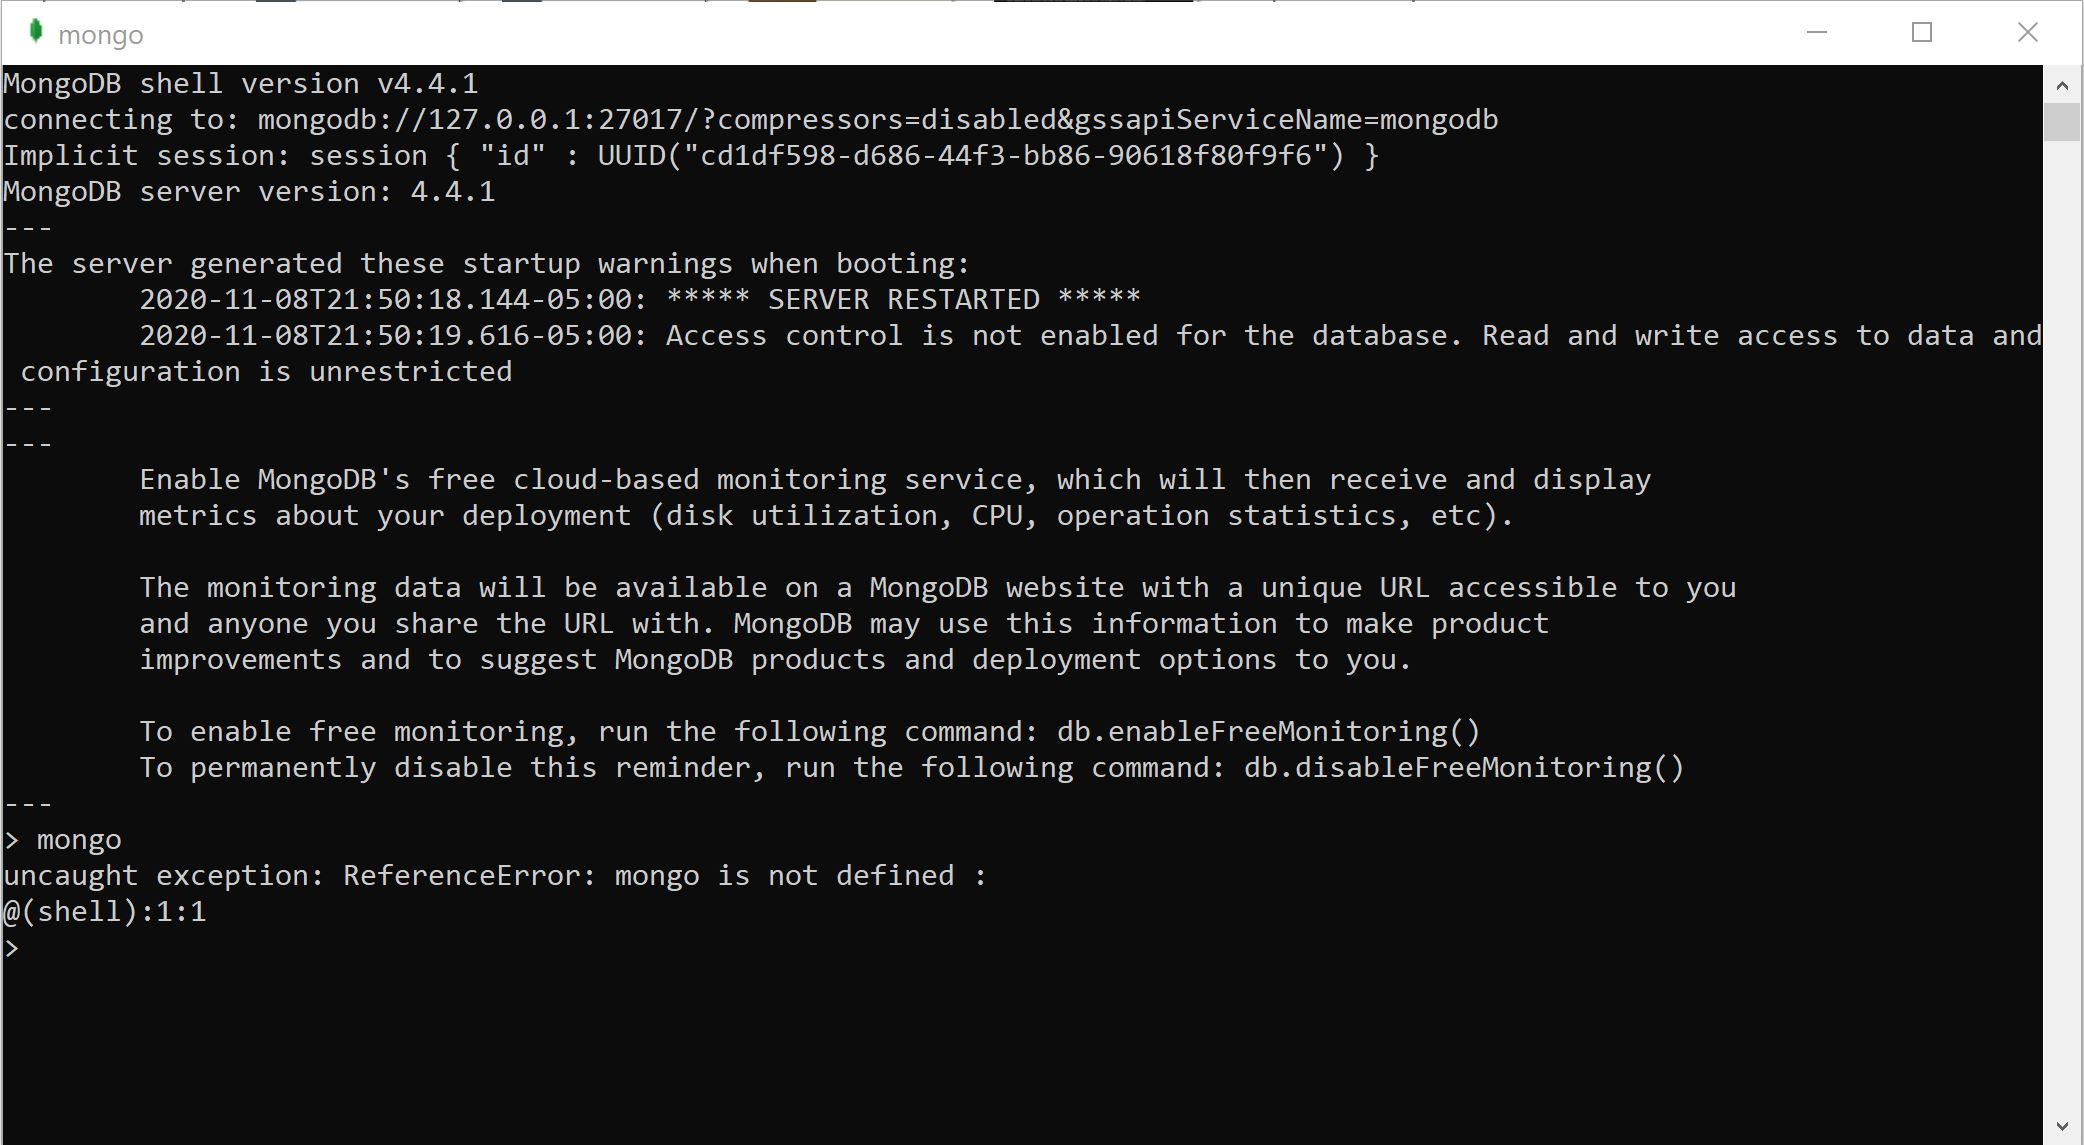 mongo
MongoDB shell version v4.4.1
connecting to: mongodb://127.0.0.1:27017/?compressors=disabled&gssapiServiceName=mongodb
Implicit session: session { "id" : UUID("cd1df598-d686-44f3-bb86-90618f80f9f6") }
MongoDB server version: 4.4.1
---
The server generated these startup warnings when booting:
        2020-11-08T21:50:18.144-05:00: ***** SERVER RESTARTED *****
        2020-11-08T21:50:19.616-05:00: Access control is not enabled for the database. Read and write access to data and
 configuration is unrestricted
---
---
        Enable MongoDB's free cloud-based monitoring service, which will then receive and display
        metrics about your deployment (disk utilization, CPU, operation statistics, etc).

        The monitoring data will be available on a MongoDB website with a unique URL accessible to you
        and anyone you share the URL with. MongoDB may use this information to make product
        improvements and to suggest MongoDB products and deployment options to you.

        To enable free monitoring, run the following command: db.enableFreeMonitoring()
        To permanently disable this reminder, run the following command: db.disableFreeMonitoring()
---
> mongo
uncaught exception: ReferenceError: mongo is not defined :
@(shell):1:1
>